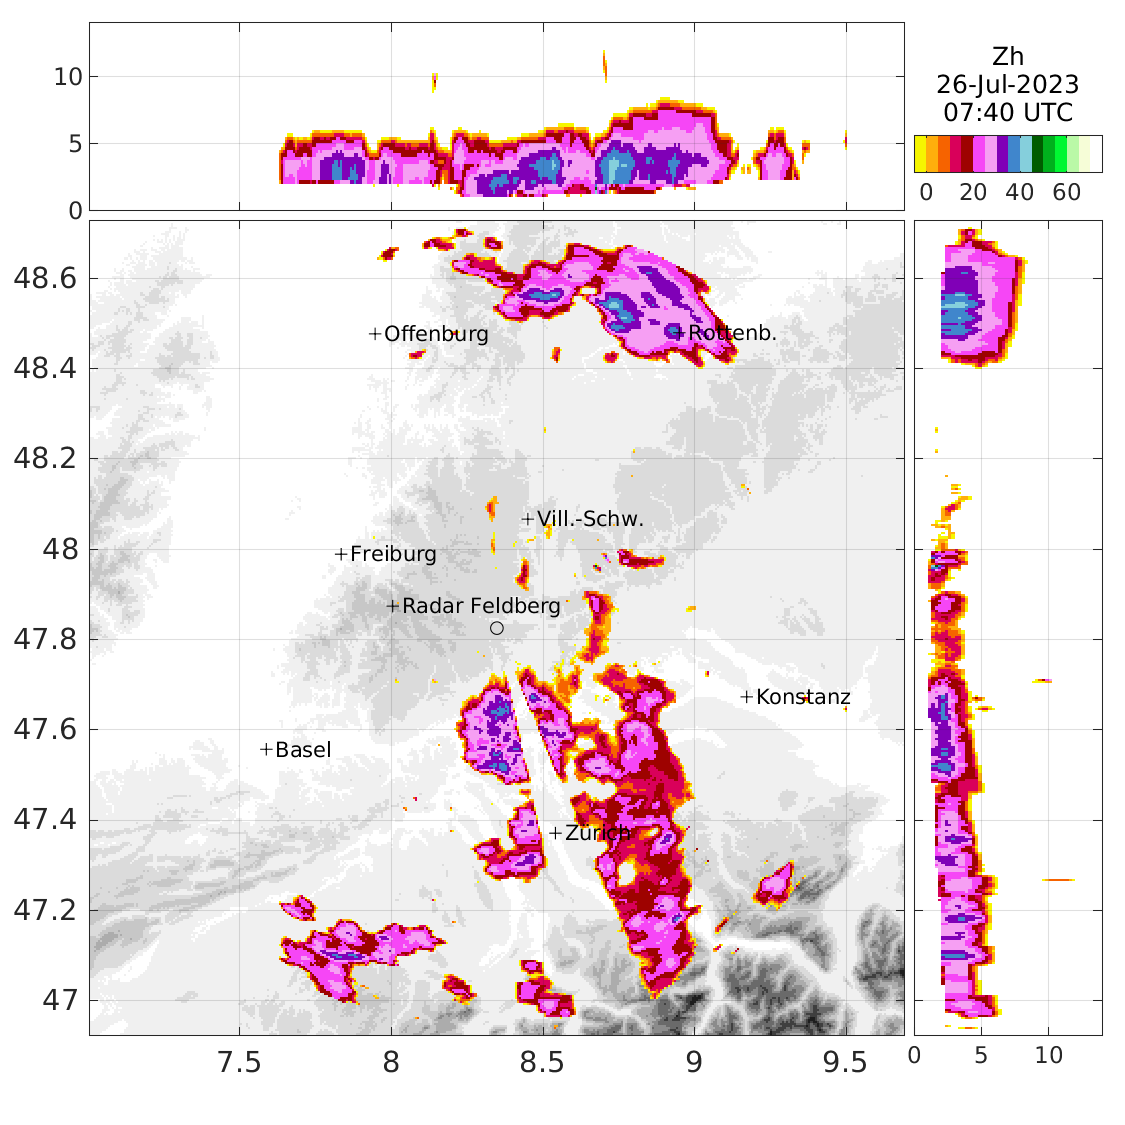 Zh
26-Jul-2023
07:40 UTC
0 20 40 60
10
5
0
48.6
48.4
48.2
48
47.8
47.6
47.4
47.2
47
Offenburg
Rottenb.
Vill.-Schw.
Freiburg
Radar Feldberg
Konstanz
Basel
Zürich
7.5 8 8.5 9 9.5
0 5 10